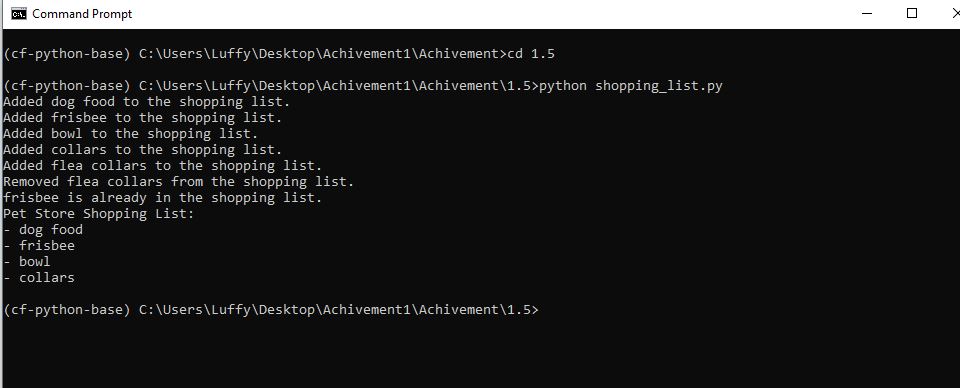 Command Prompt
(cf-python-base) C:\Users\Luffy\Desktop\Achivement1\Achivement>cd 1.5
(cf-python-base) C:\Users\Luffy\Desktop\Achivement1\Achivement\1.5>python shopping_list.py
Added dog food to the shopping list.
Added frisbee to the shopping list.
Added bowl to the shopping list.
Added collars to the shopping list.
Added flea collars to the shopping list.
Removed flea collars from the shopping list.
frisbee is already in the shopping list.
Pet Store Shopping List:
- dog food
- frisbee
- bowl
- collars
(cf-python-base) C:\Users\Luffy\Desktop\Achivement1\Achivement\1.5>